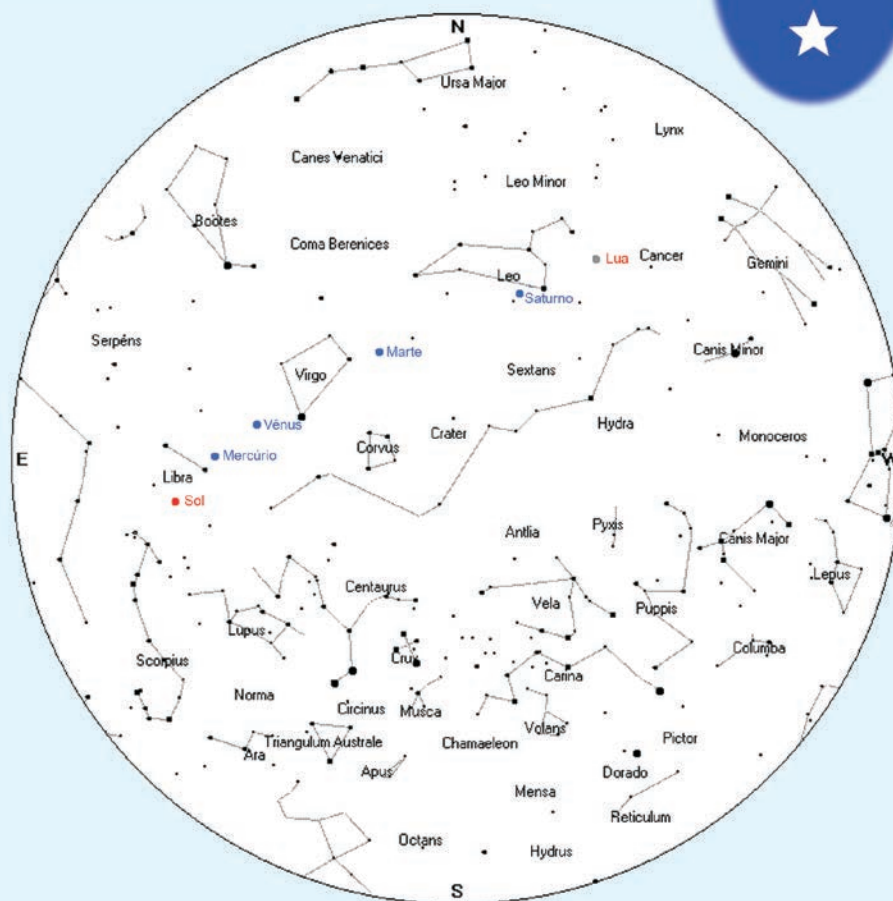 N
Ursa Major
Lynx
Canes Venatici
Leo Minor
Bootes
Coma Berenices
Lua
Cancer
Gemini
Leo
Saturno
Serpens
Marte
Canis Minor
Virgo
Sextans
Vênus
Hydra
Crater
Monoceros
Corvus
Mercúrio
E
W
Libra
Sol
Antlia
Pyxis
Canis Major
Lepus
Centaurus
Vela
Puppis
Lupus
Columba
Scorpius
Crux
Carina
Norma
Circinus
Musca
Volans
Pictor
Triangulum Australe
Chamaeleon
Ara
Apus
Dorado
Mensa
Reticulum
Octans
Hydrus
S